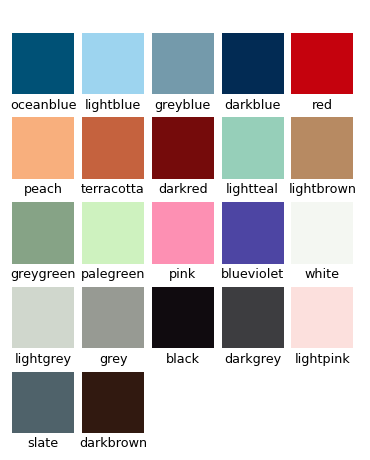 oceanblue lightblue greyblue darkblue red
peach terracotta darkred lightteal lightbrown
greygreen palegreen pink blueviolet white
lightgrey grey black darkgrey lightpink
slate darkbrown